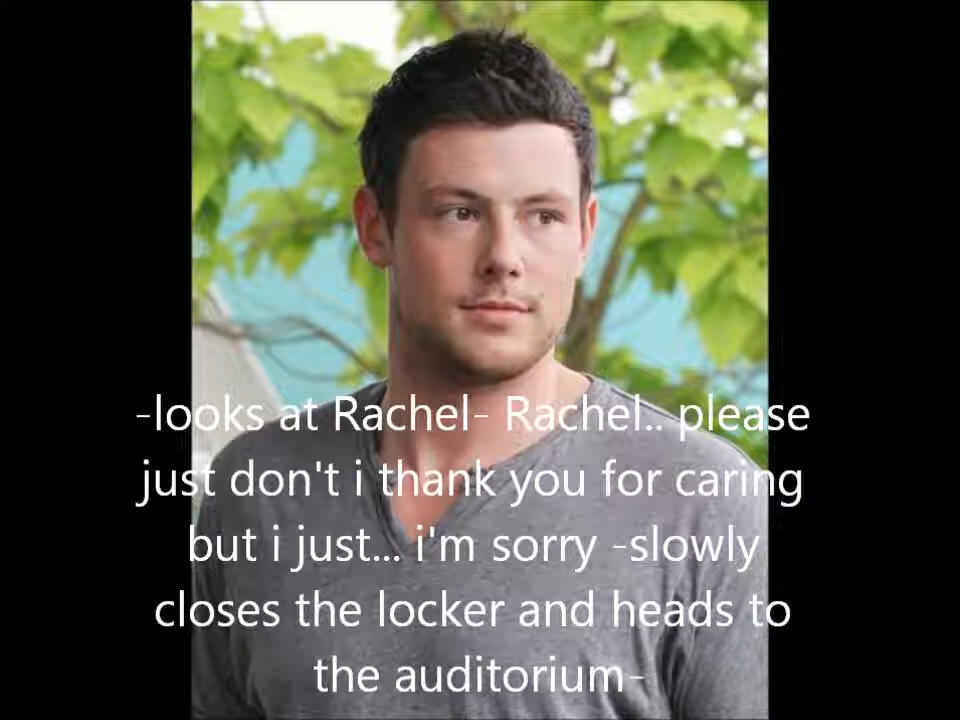 -looks at Rachel- Rachel.. please
just don't i thank you for caring
but i just... i'm sorry -slowly
closes the locker and heads to
the auditorium-